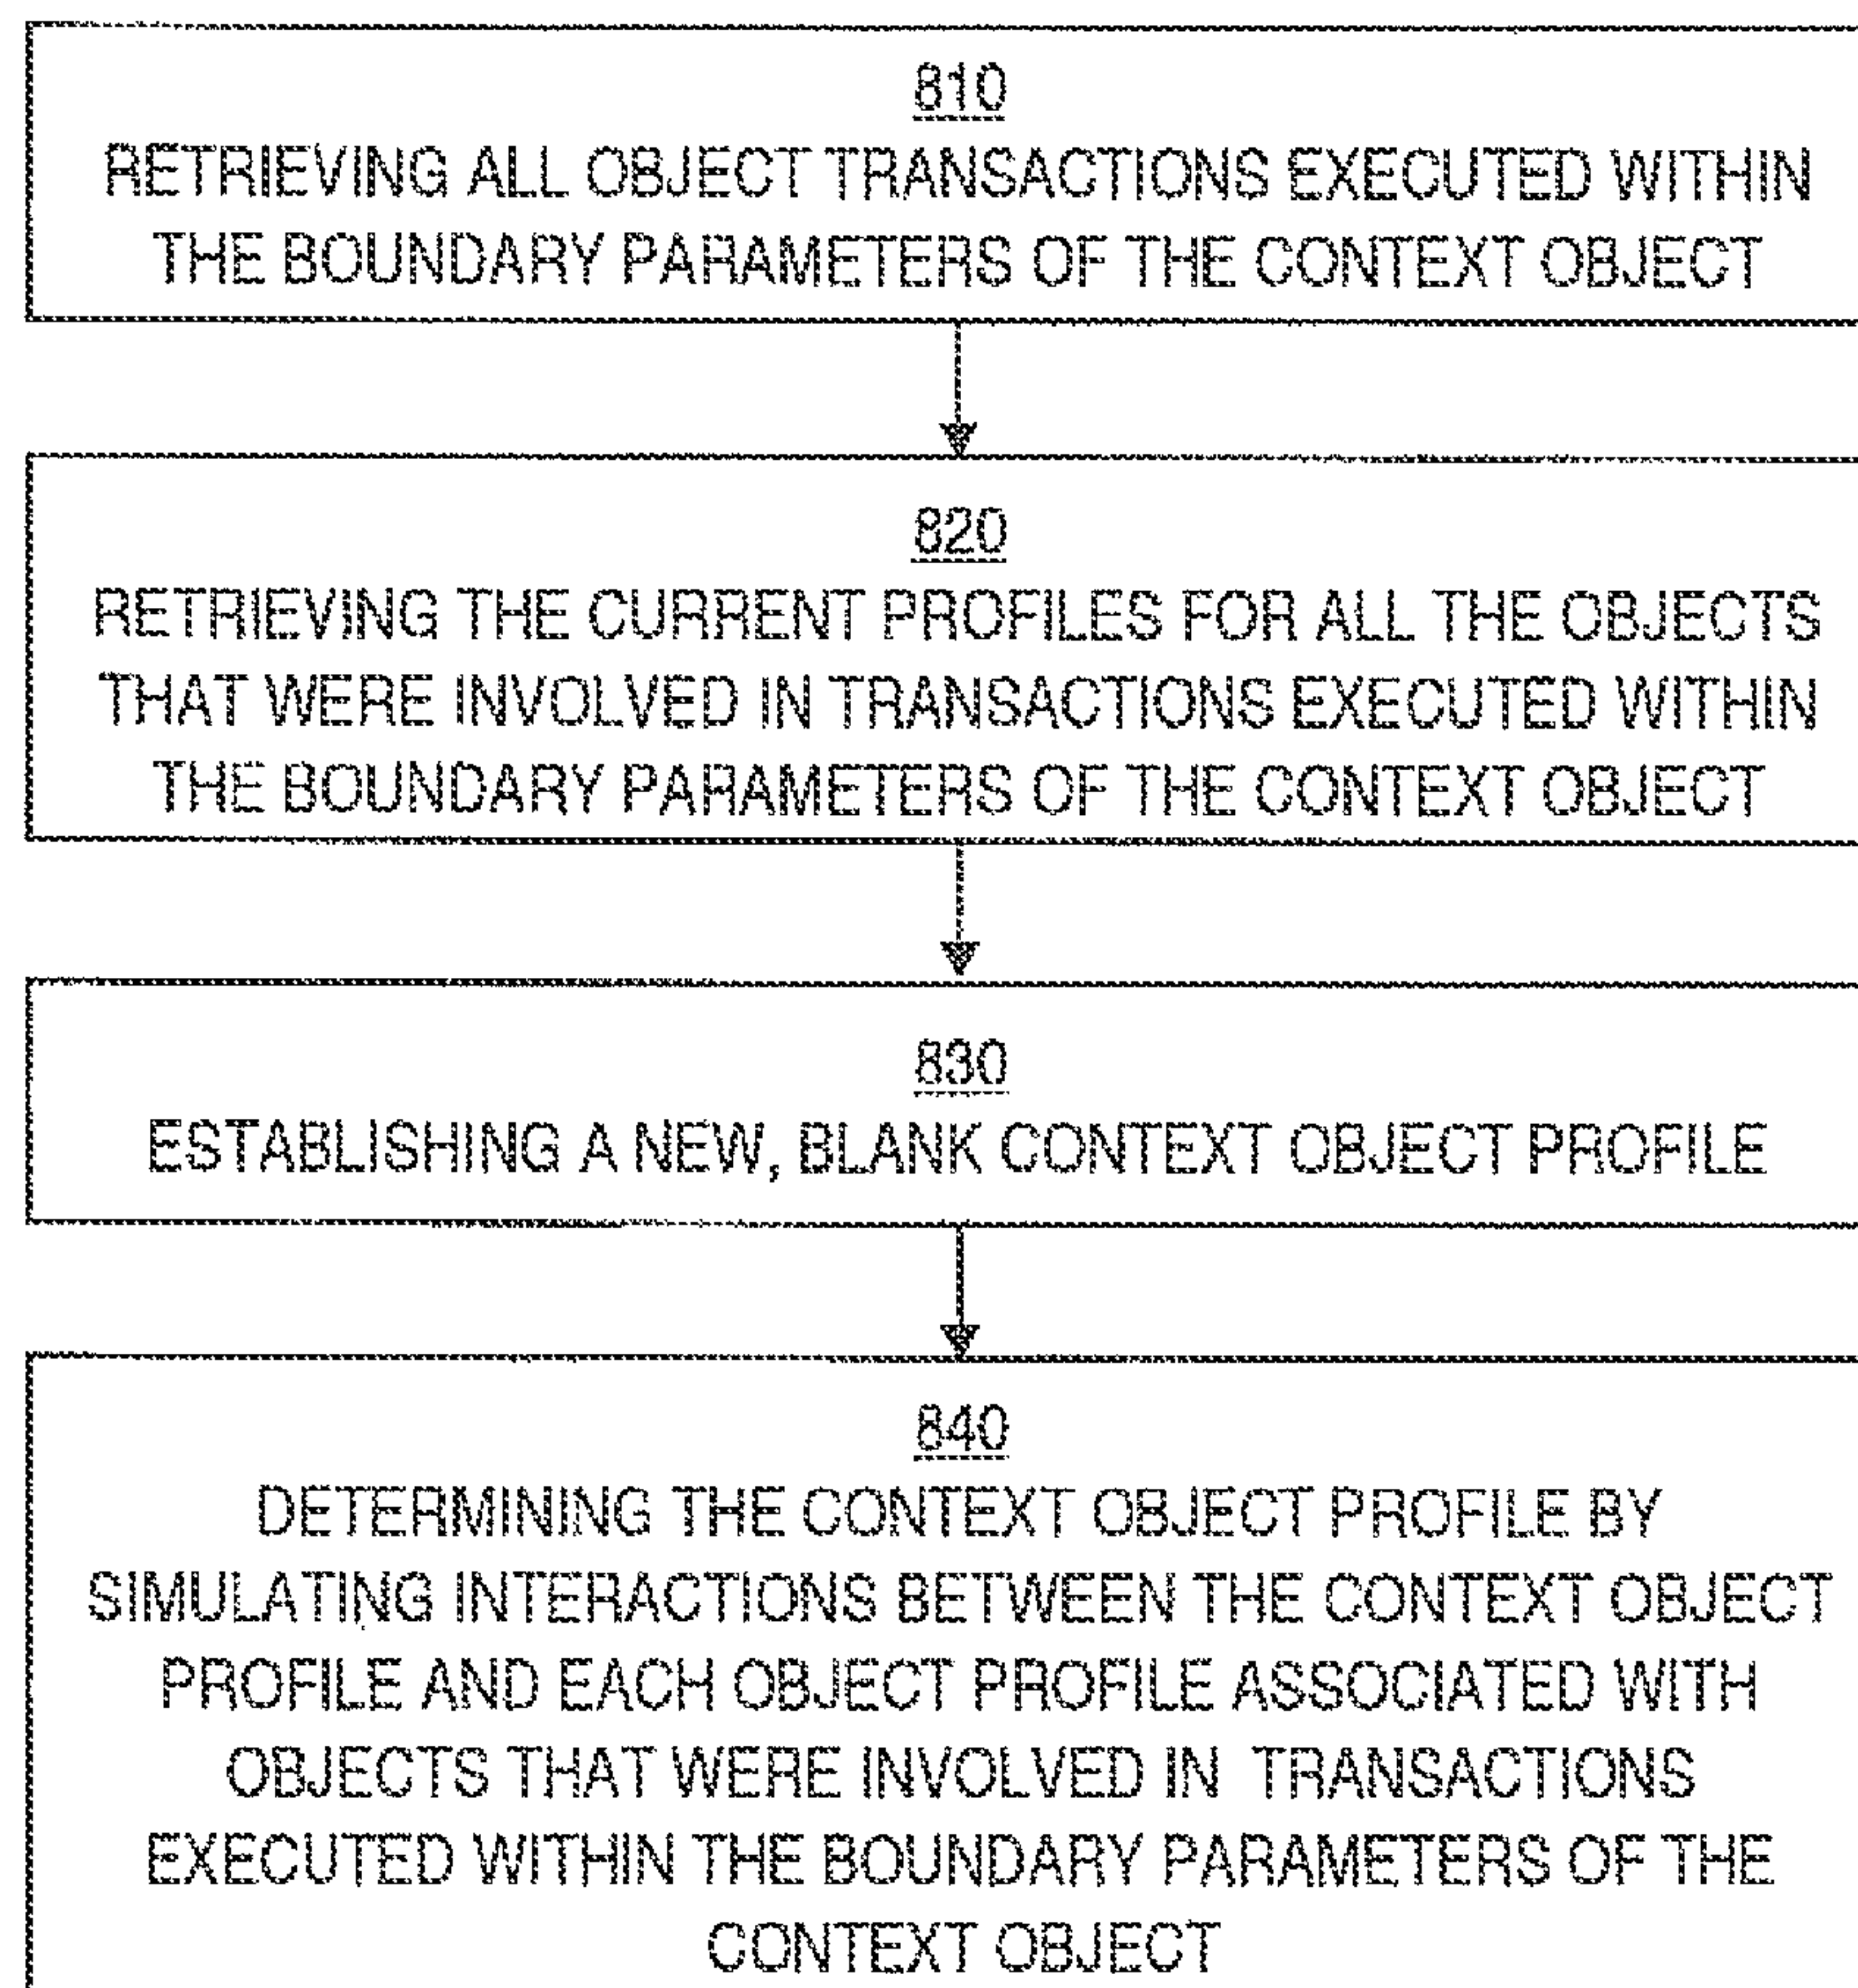 810
RETRIEVING ALL OBJECT TRANSACTIONS EXECUTED WITHIN
THE BOUNDARY PARAMETERS OF THE CONTEXT OBJECT
820
RETRIEVING THE CURRENT PROFILES FOR ALL THE OBJECTS
THAT WERE INVOLVED IN TRANSACTIONS EXECUTED WITHIN
THE BOUNDARY PARAMETERS OF THE CONTEXT OBJECT
830
ESTABLISHING A NEW, BLANK CONTEXT OBJECT PROFILE
840
DETERMINING THE CONTEXT OBJECT PROFILE BY
SIMULATING INTERACTIONS BETWEEN THE CONTEXT OBJECT
PROFILE AND EACH OBJECT PROFILE ASSOCIATED WITH
OBJECTS THAT WERE INVOLVED IN TRANSACTIONS
EXECUTED WITHIN THE BOUNDARY PARAMETERS OF THE
CONTEXT OBJECT